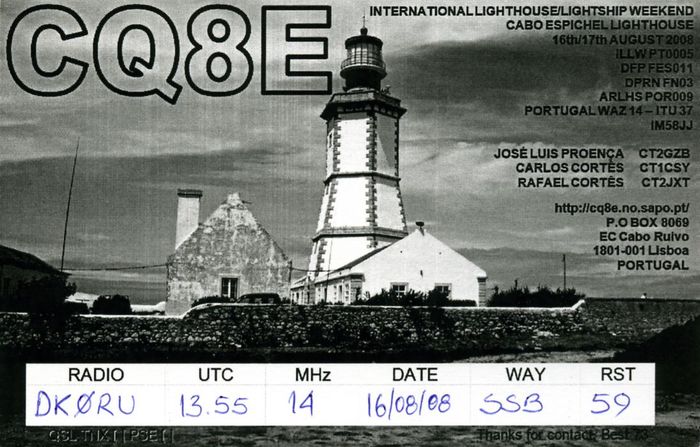 CQ8E
INTERNATIONAL LIGHTHOUSE/LIGHTSHIP WEEKEND
CABO ESPICHEL LIGHTHOUSE
16th/17th AUGUST 2008
ILLW PT0005
DFP FES011
DPRN FN03
ARLHS POR009
PORTUGAL WAZ 14 – ITU 37
IM58JJ
JOSÉ LUIS PROENÇA CT2GZB
CARLOS CORTÊS CT1CSY
RAFAEL CORTÊS CT2JXT
http://cq8e.no.sapo.pt/
P.O BOX 8069
EC Cabo Ruivo
1801-001 Lisboa
PORTUGAL
RADIO UTC MHz DATE WAY RST
DKØRU 13.55 14 16/08/08 SSB 59
QSL TNX [ ] PSE [ ] Thanks for contact. Best